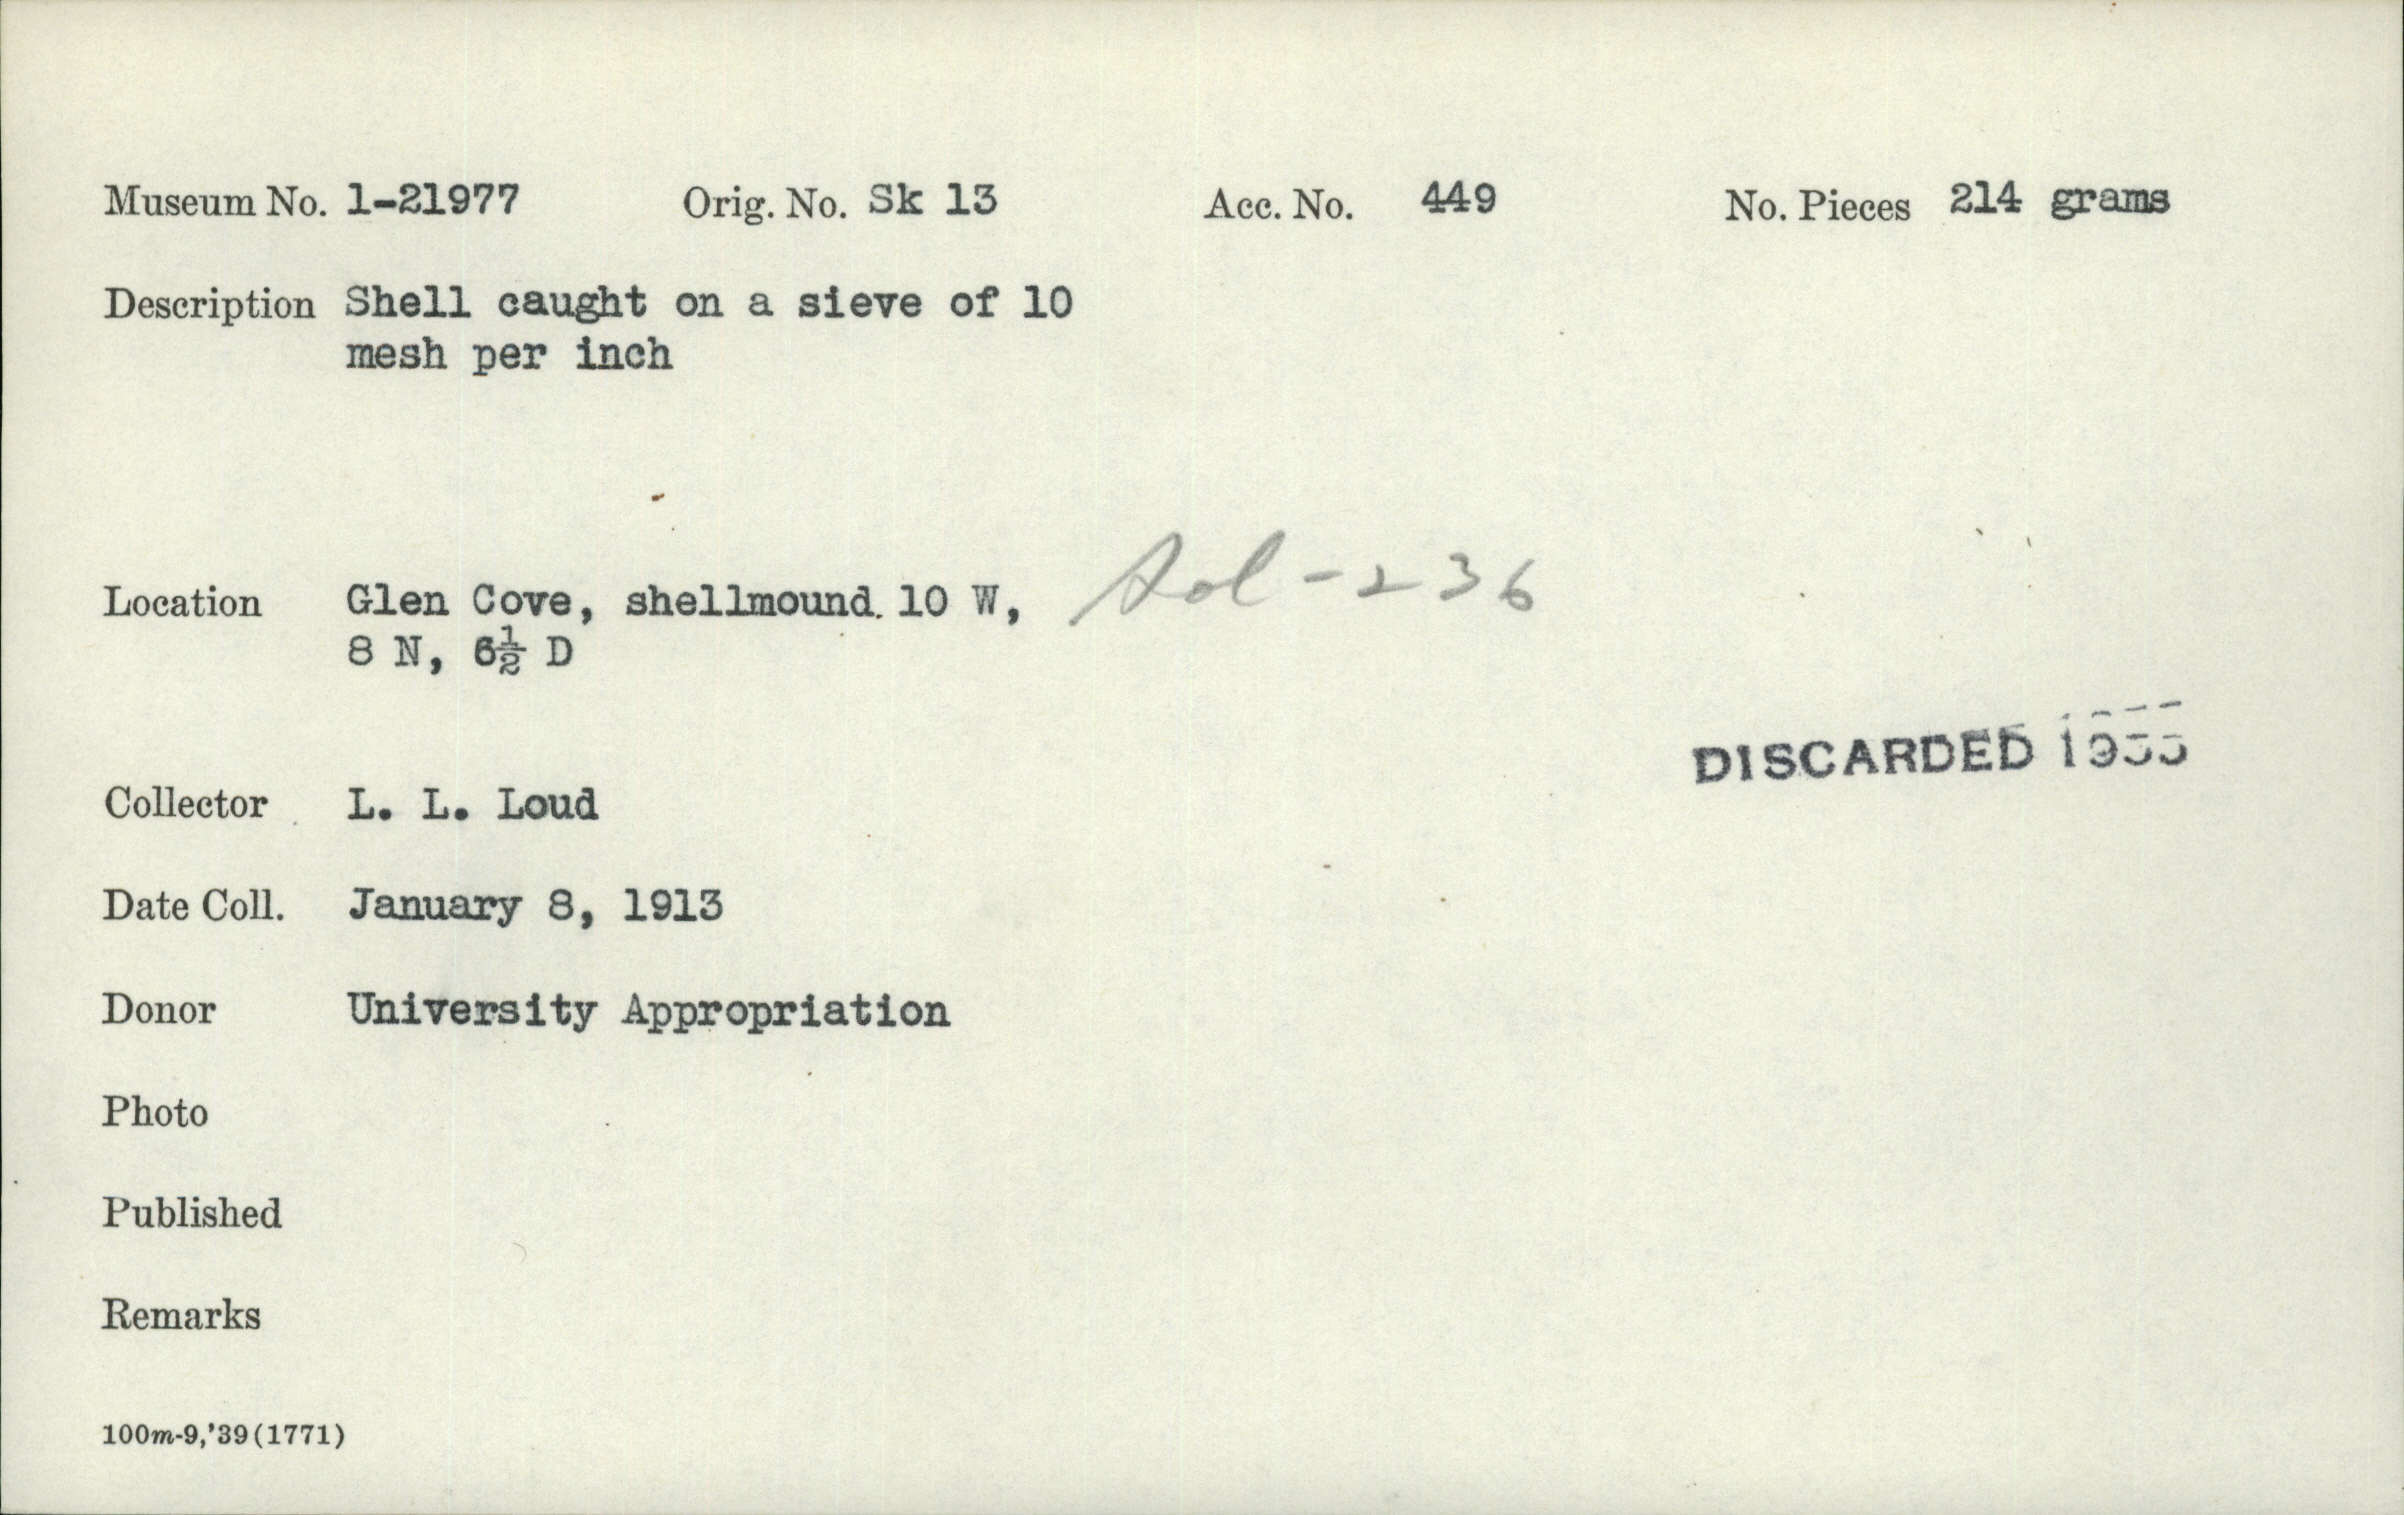 Museum No. 1-21977 Orig. No. Sk 13 Acc. No. 449 No. Pieces 214 grams
Description Shell caught on a sieve of 10
mesh per inch
Location Glen Cove, shellmound. 10 W, Sol-236
8 N, 6½ D
DISCARDED 1955
Collector L. L. Loud
Date Coll. January 8, 1913
Donor University Appropriation
Photo
Published
Remarks
100m-9,'39(1771)